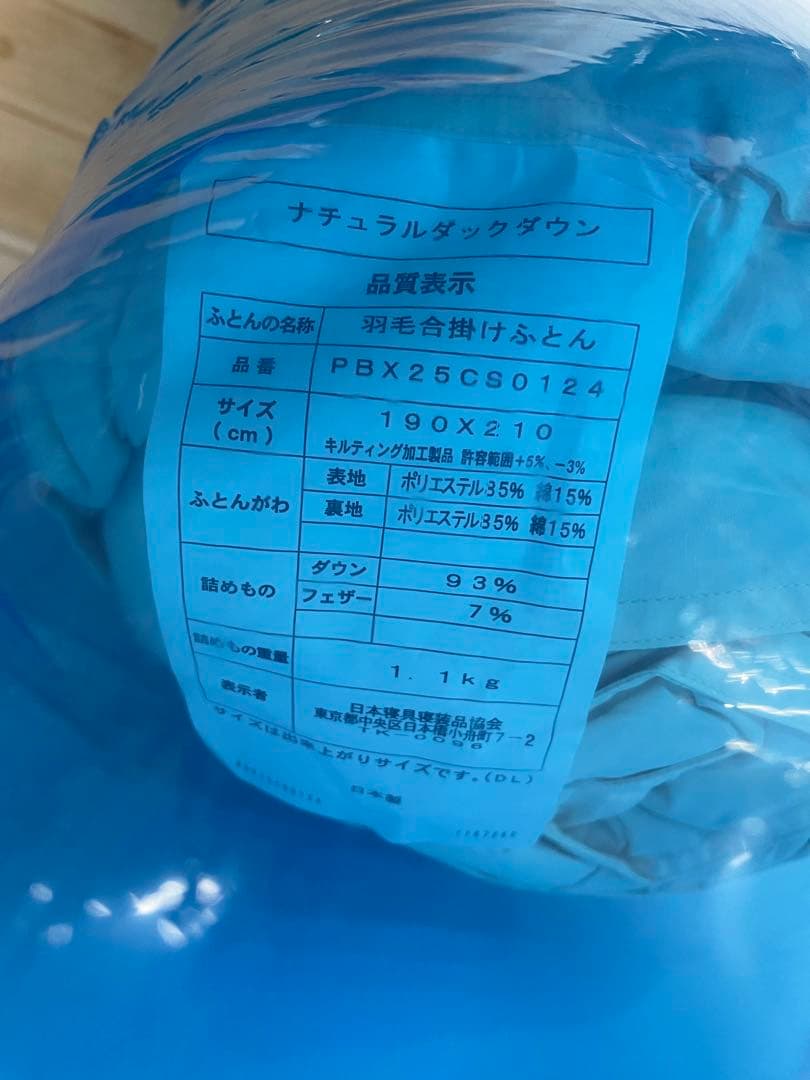 ナチュラルダックダウン
品質表示
ふとんの名称 羽毛合掛けふとん
品番 PBX25CS0124
サイズ(cm) 190X210
キルティング加工製品 許容範囲+5%、-3%
ふとんがわ 表地 ポリエステル85% 綿15%
裏地 ポリエステル85% 綿15%
詰めもの ダウン 93%
フェザー 7%
詰めもの重量 1.1kg
表示者 日本寝具寝装品協会
東京都中央区日本橋小舟町7-2
TK-0096
サイズは出来上がりサイズです。(DL)
日本製